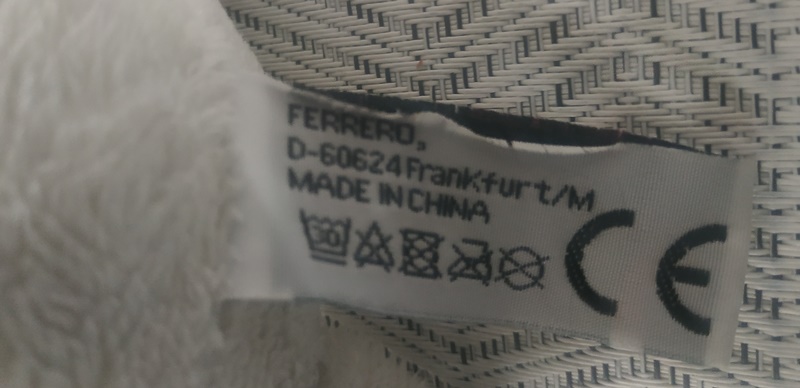 FERRERO,
D-60624 Frankfurt/M
MADE IN CHINA
30
CE